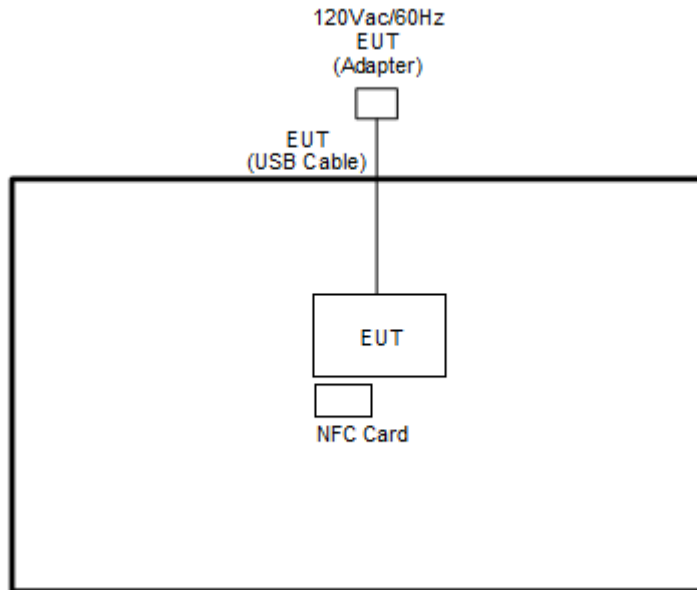 120Vac/60Hz
EUT
(Adapter)
EUT
(USB Cable)
EUT
NFC Card